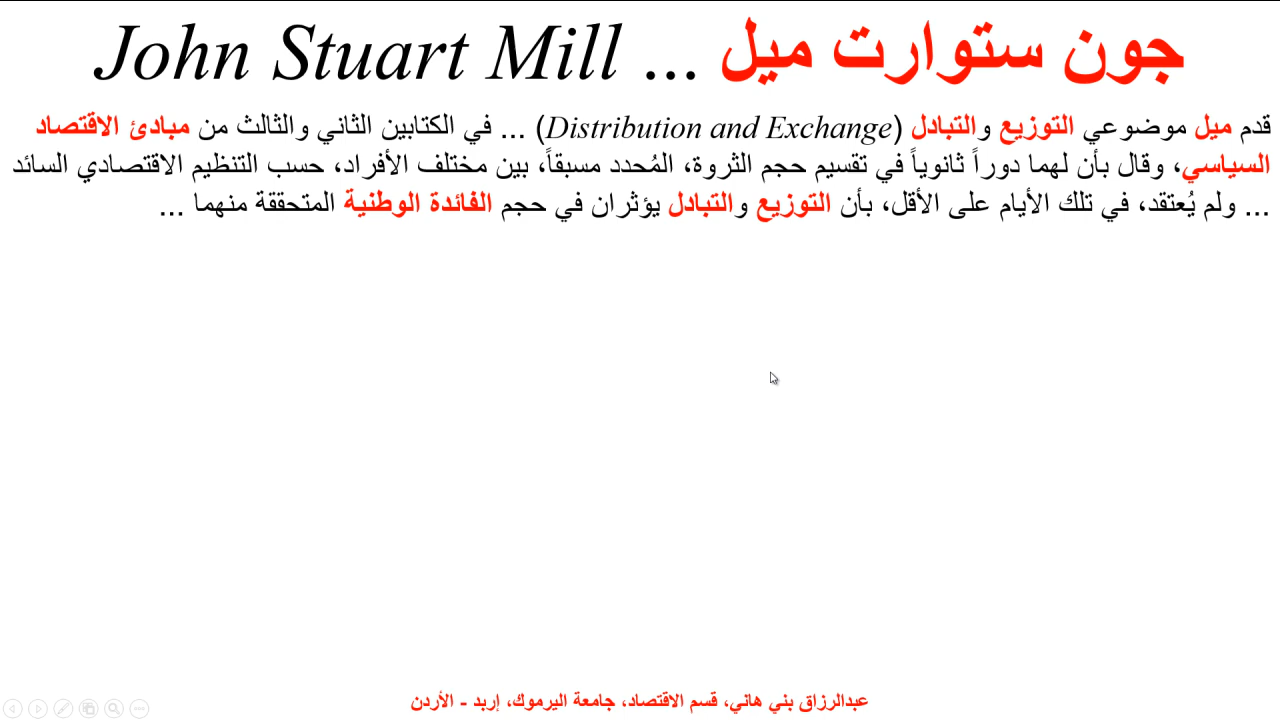 جون ستوارت ميل ... John Stuart Mill
قدم ميل موضوعي التوزيع والتبادل (Distribution and Exchange) ... في الكتابين الثاني والثالث من مبادئ الاقتصاد
السياسي، وقال بأن لهما دوراً ثانوياً في تقسيم حجم الثروة، المُحدد مسبقاً، بين مختلف الأفراد، حسب التنظيم الاقتصادي السائد
... ولم يُعتقد، في تلك الأيام على الأقل، بأن التوزيع والتبادل يؤثران في حجم الفائدة الوطنية المتحققة منهما ...
عبدالرزاق بني هاني، قسم الاقتصاد، جامعة اليرموك، إربد - الأردن